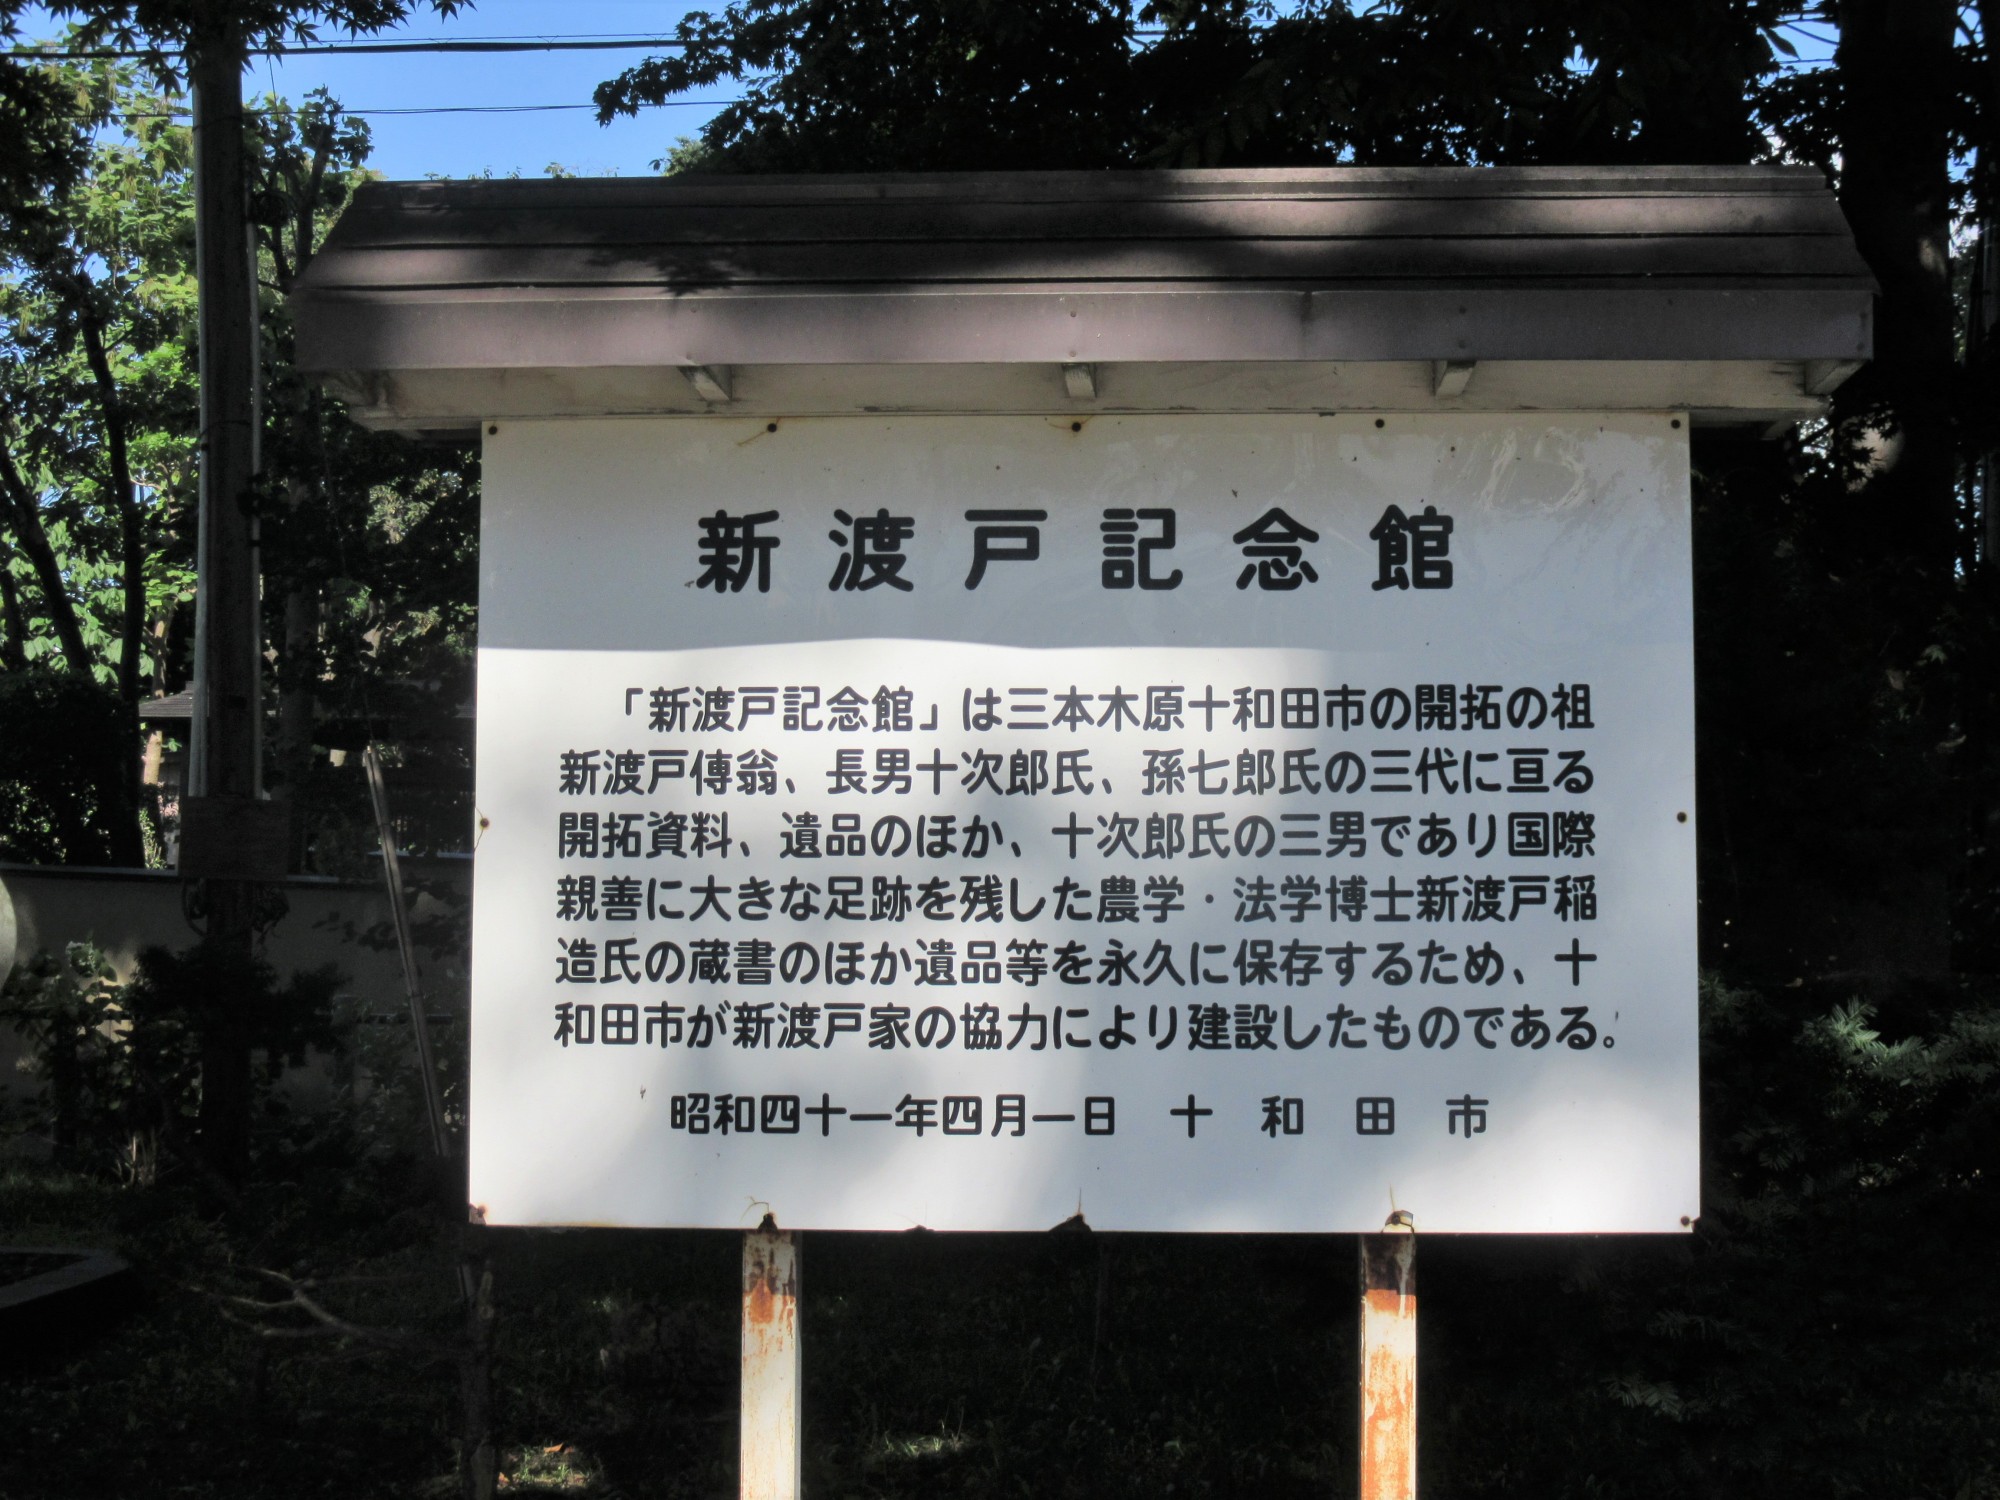 新渡戸記念館
「新渡戸記念館」は三本木原十和田市の開拓の祖
新渡戸傳翁、長男十次郎氏、孫七郎氏の三代に亘る
開拓資料、遺品のほか、十次郎氏の三男であり国際
親善に大きな足跡を残した農学・法学博士新渡戸稲
造氏の蔵書のほか遺品等を永久に保存するため、十
和田市が新渡戸家の協力により建設したものである。
昭和四十一年四月一日 十和田市